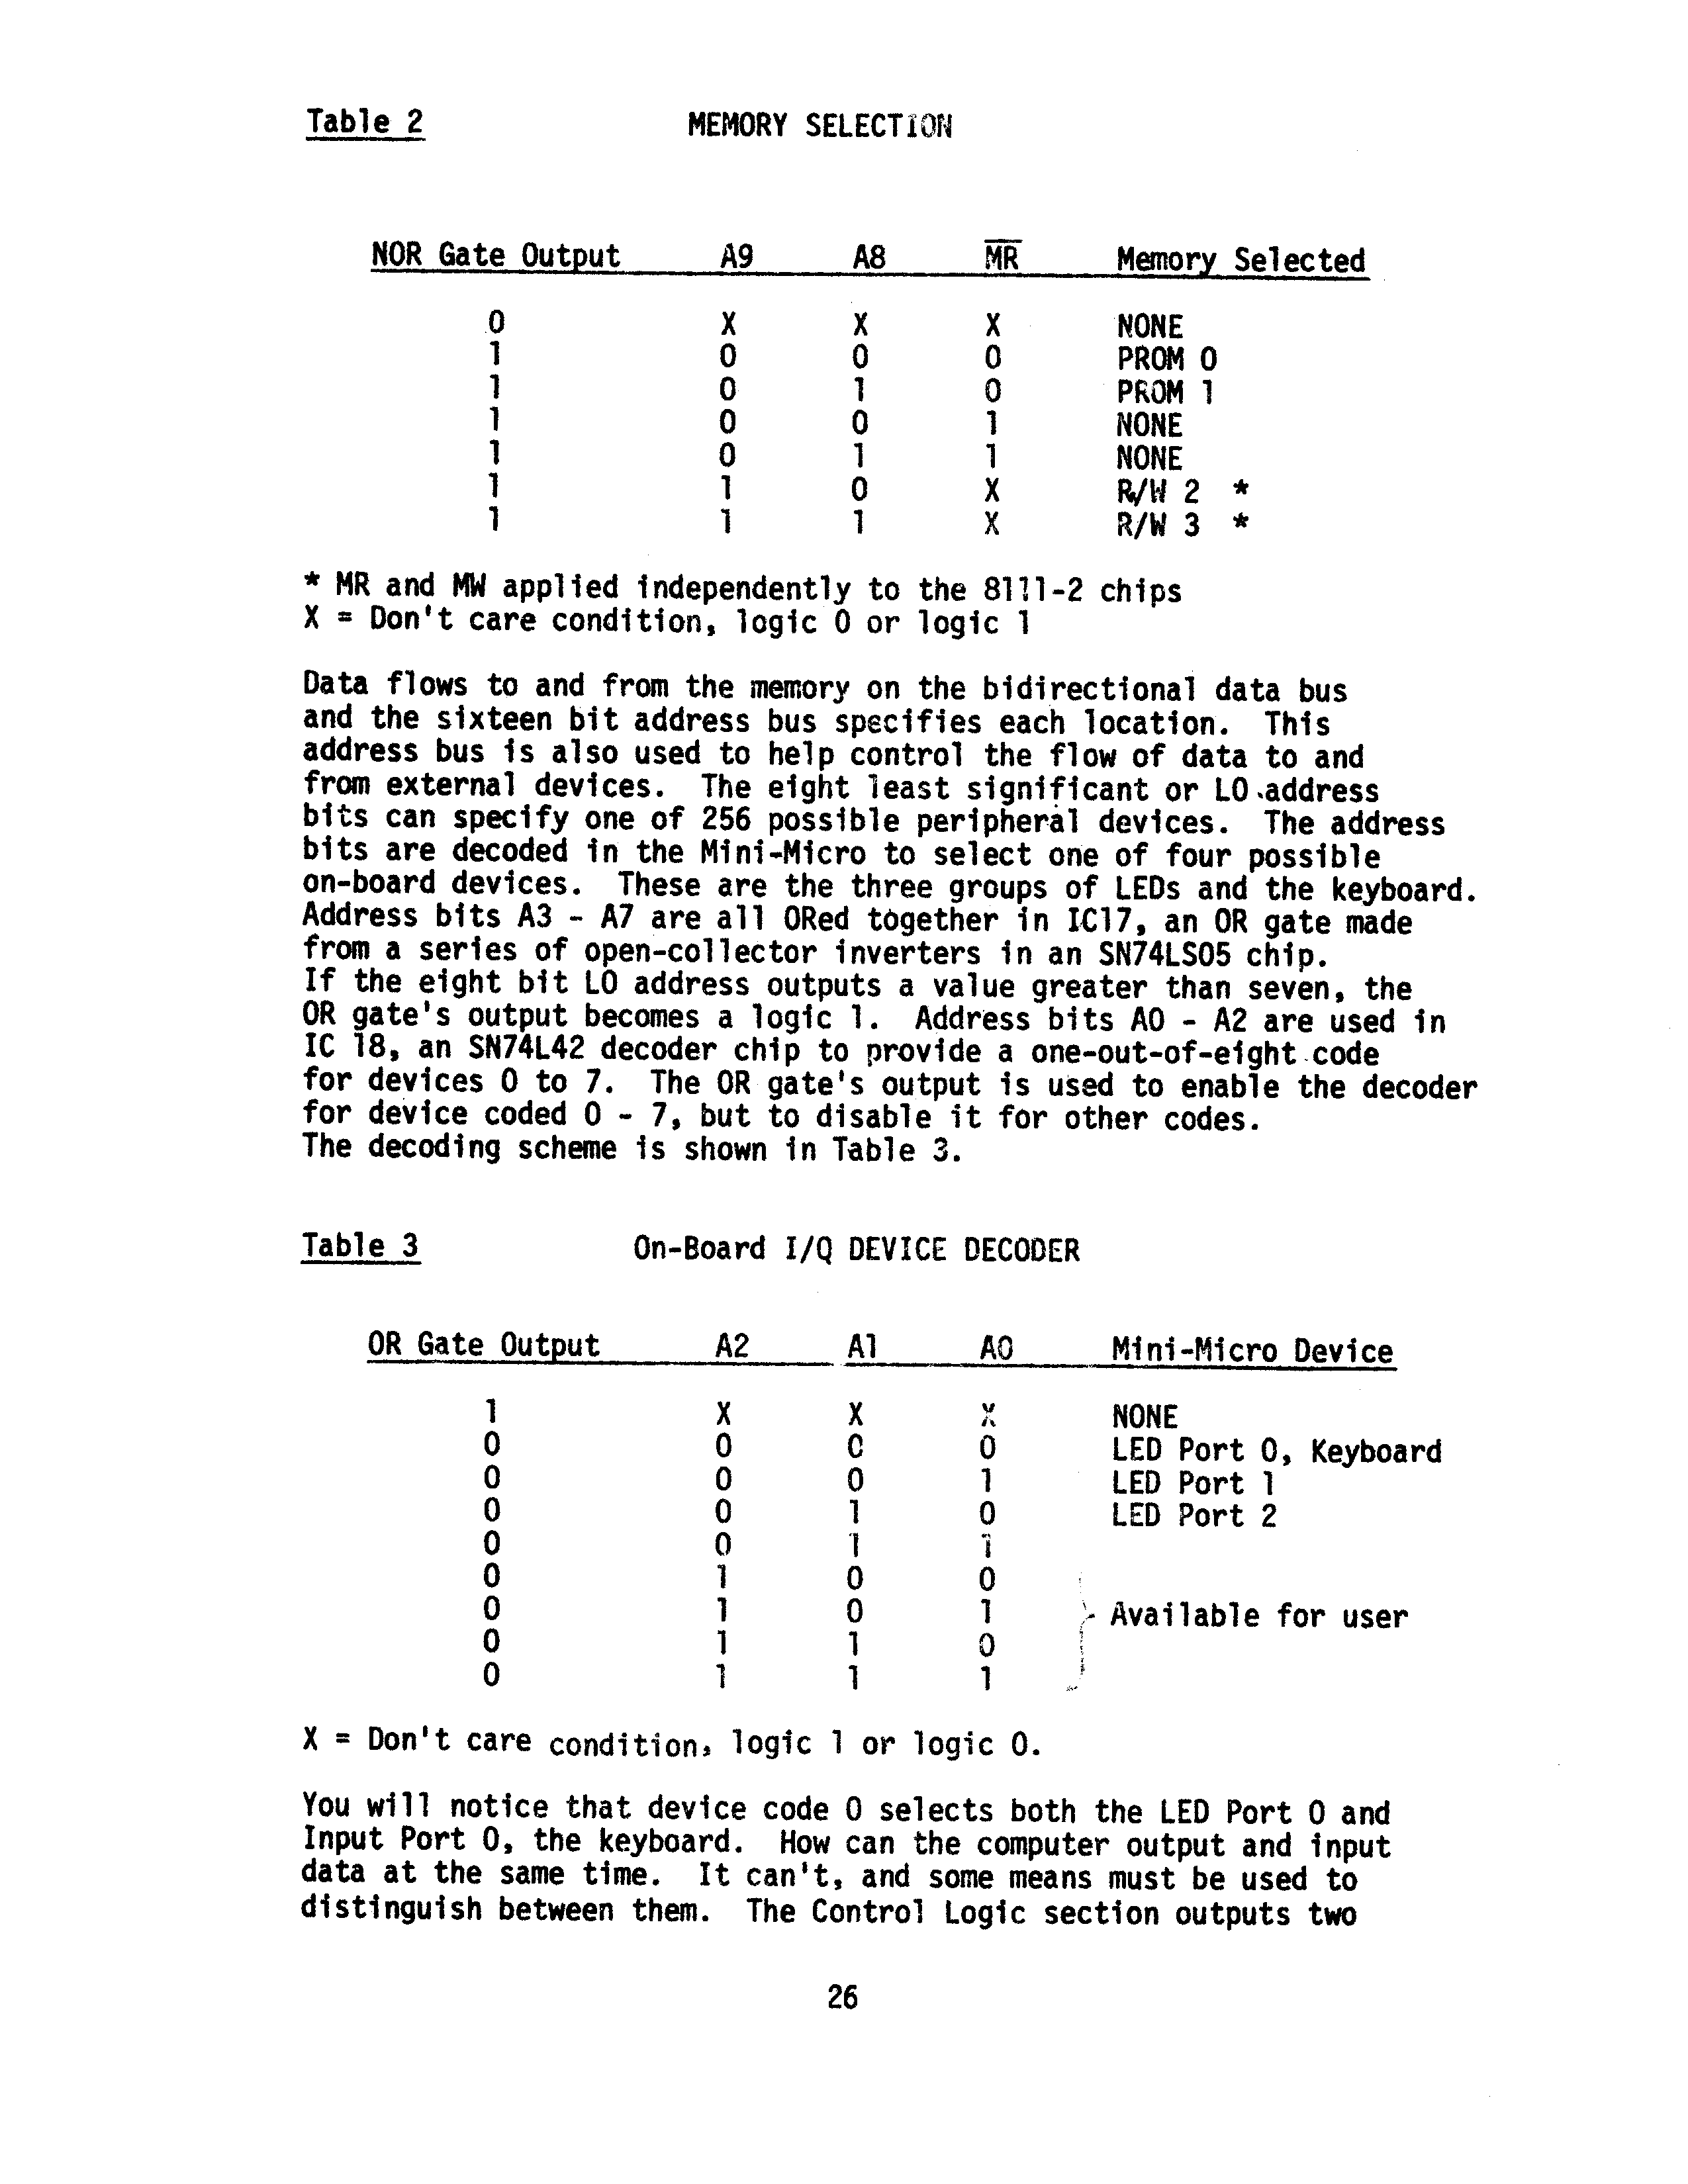 Table 2 MEMORY SELECTION
NOR Gate Output A9 A8 M̅R̅ Memory Selected
0 X X X NONE
1 0 0 0 PROM 0
1 0 1 0 PROM 1
1 0 0 1 NONE
1 0 1 1 NONE
1 1 0 X R/W 2 *
1 1 1 X R/W 3 *
* MR and MW applied independently to the 8111-2 chips
X = Don't care condition, logic 0 or logic 1
Data flows to and from the memory on the bidirectional data bus
and the sixteen bit address bus specifies each location. This
address bus is also used to help control the flow of data to and
from external devices. The eight least significant or LO address
bits can specify one of 256 possible peripheral devices. The address
bits are decoded in the Mini-Micro to select one of four possible
on-board devices. These are the three groups of LEDs and the keyboard.
Address bits A3 - A7 are all ORed together in IC17, an OR gate made
from a series of open-collector inverters in an SN74LS05 chip.
If the eight bit LO address outputs a value greater than seven, the
OR gate's output becomes a logic 1. Address bits A0 - A2 are used in
IC 18, an SN74L42 decoder chip to provide a one-out-of-eight code
for devices 0 to 7. The OR gate's output is used to enable the decoder
for device coded 0 - 7, but to disable it for other codes.
The decoding scheme is shown in Table 3.
Table 3 On-Board I/Q DEVICE DECODER
OR Gate Output A2 A1 A0 Mini-Micro Device
1 X X X NONE
0 0 0 0 LED Port 0, Keyboard
0 0 0 1 LED Port 1
0 0 1 0 LED Port 2
0 0 1 1
0 1 0 0
0 1 0 1 Available for user
0 1 1 0
0 1 1 1
X = Don't care condition, logic 1 or logic 0.
You will notice that device code 0 selects both the LED Port 0 and
Input Port 0, the keyboard. How can the computer output and input
data at the same time. It can't, and some means must be used to
distinguish between them. The Control Logic section outputs two
26